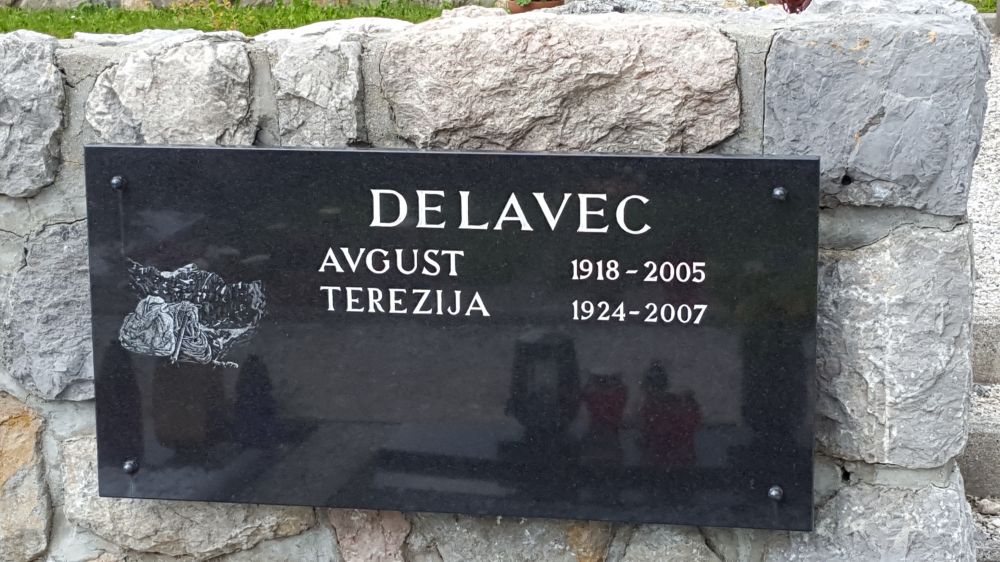 DELAVEC
AVGUST 1918-2005
TEREZIJA 1924-2007